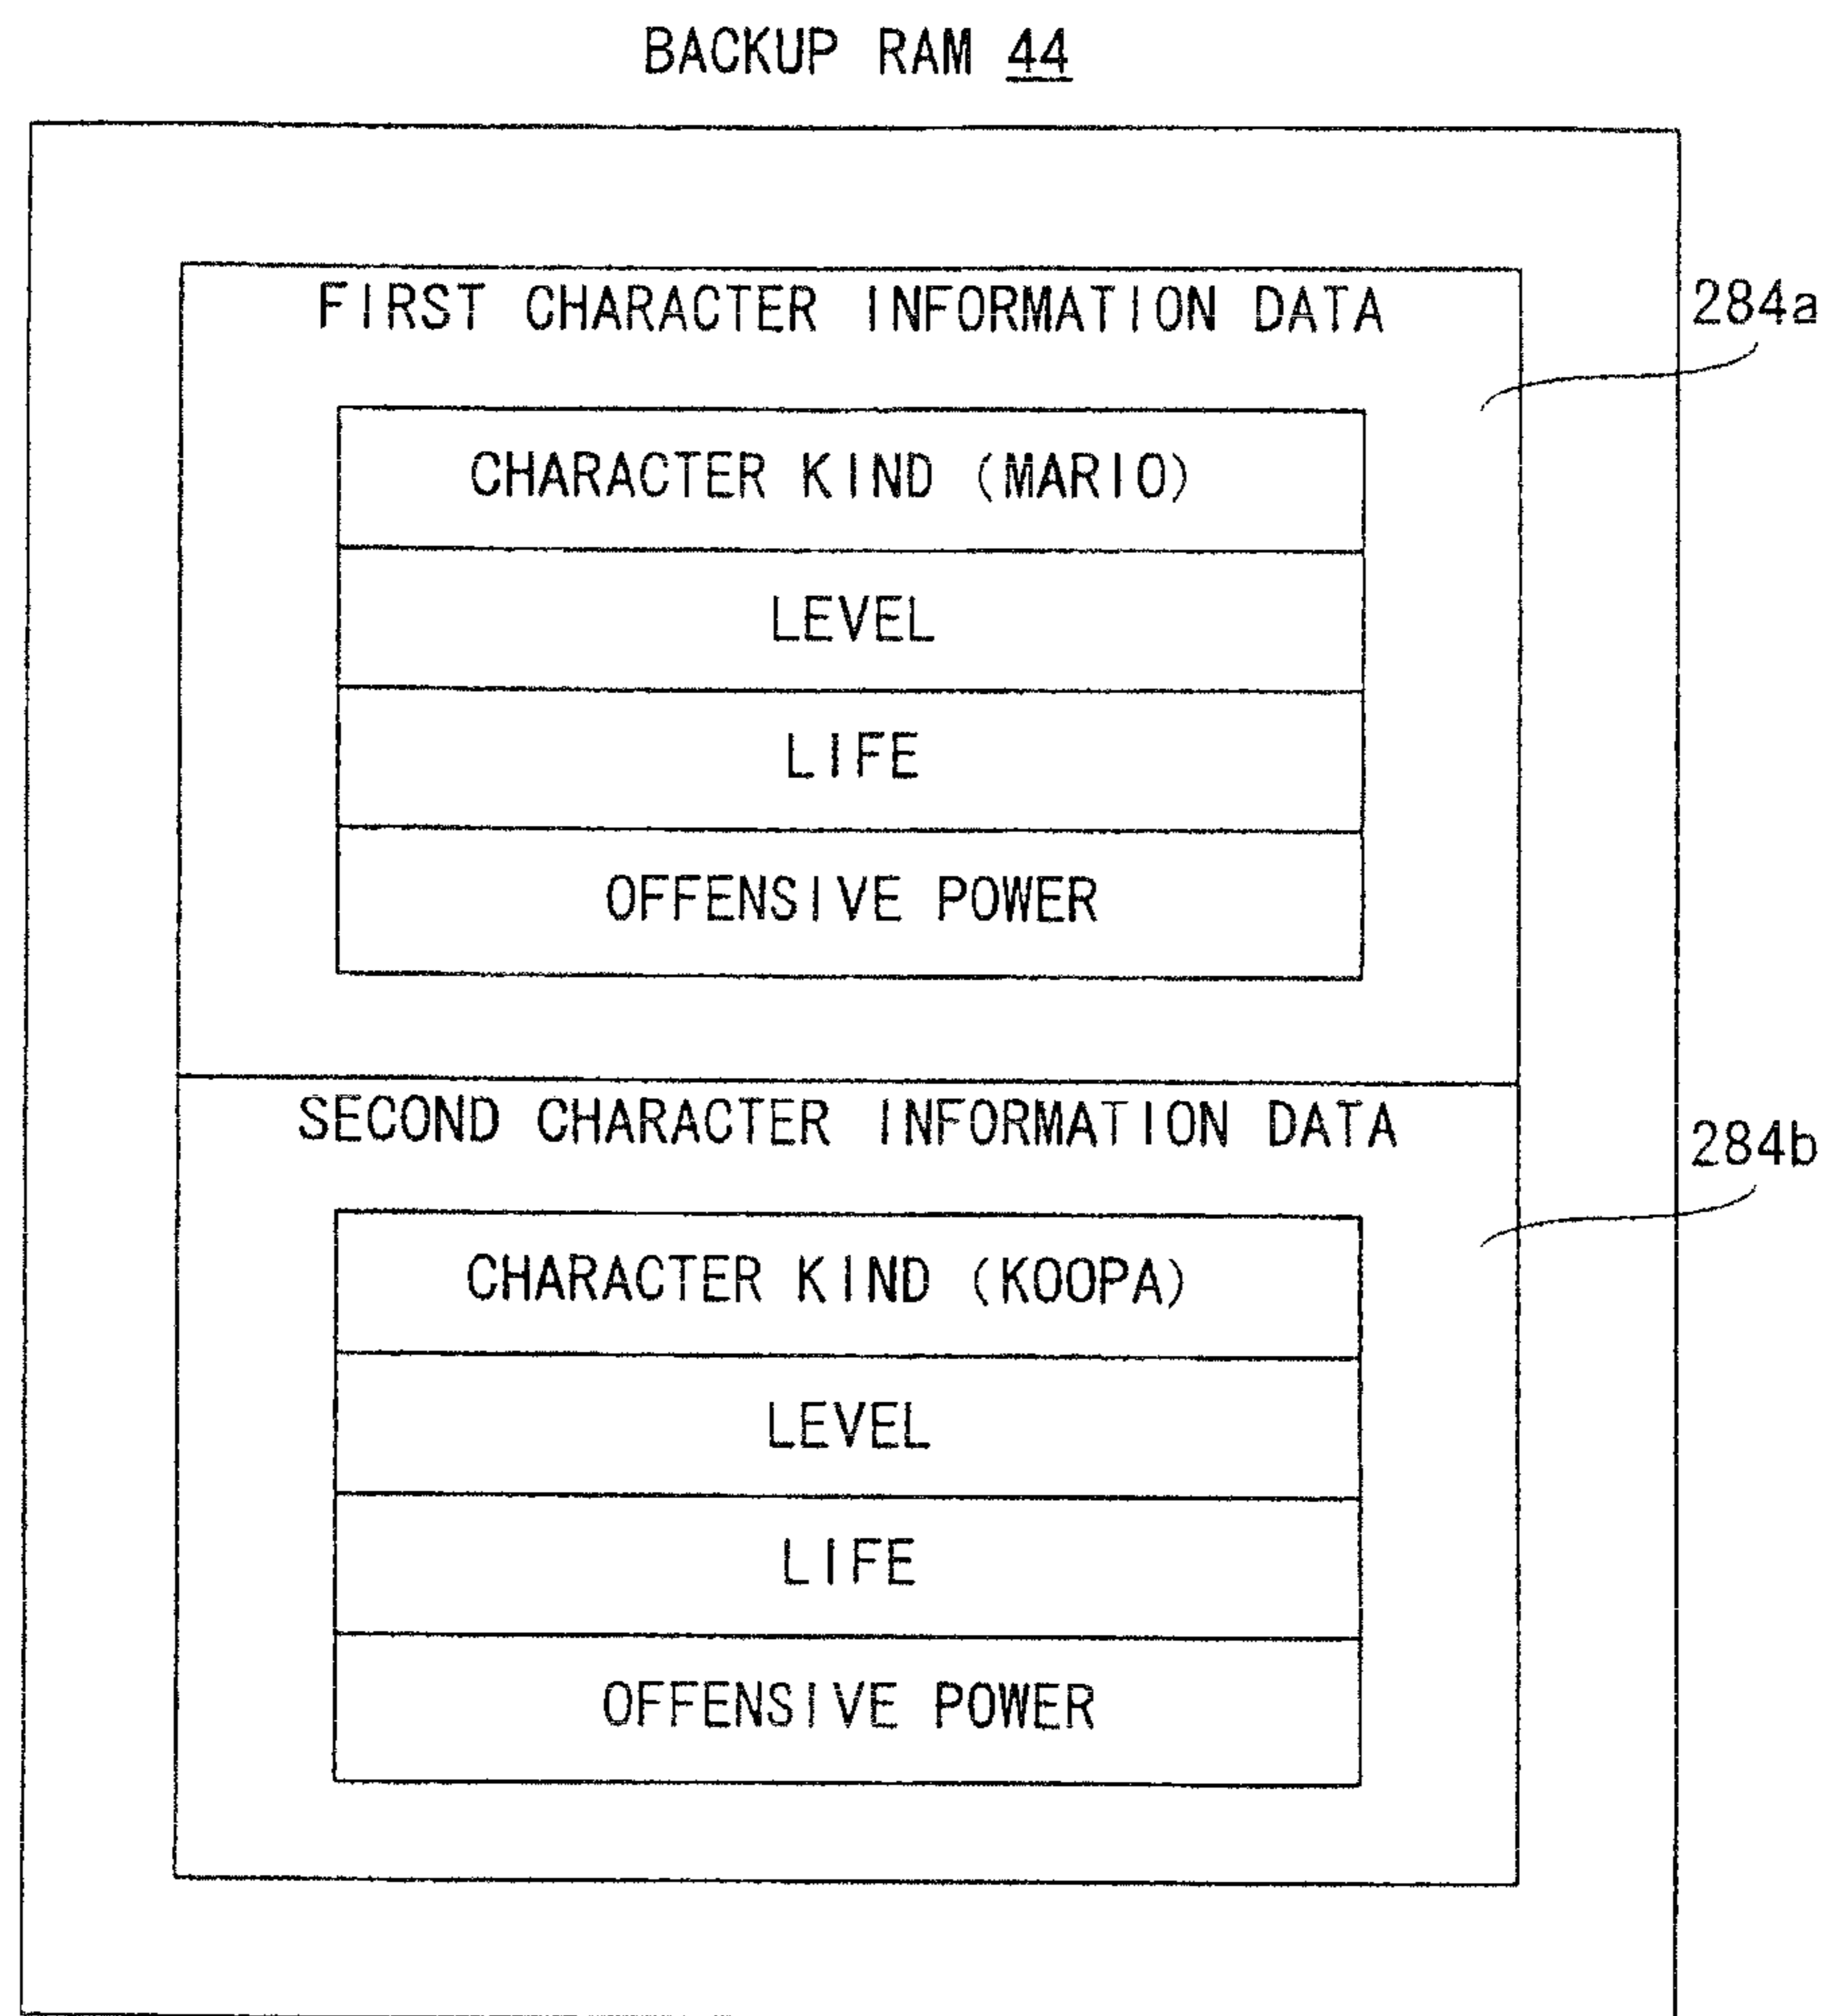 BACKUP RAM 44
FIRST CHARACTER INFORMATION DATA
284a
CHARACTER KIND (MARIO)
LEVEL
LIFE
OFFENSIVE POWER
SECOND CHARACTER INFORMATION DATA
284b
CHARACTER KIND (KOOPA)
LEVEL
LIFE
OFFENSIVE POWER